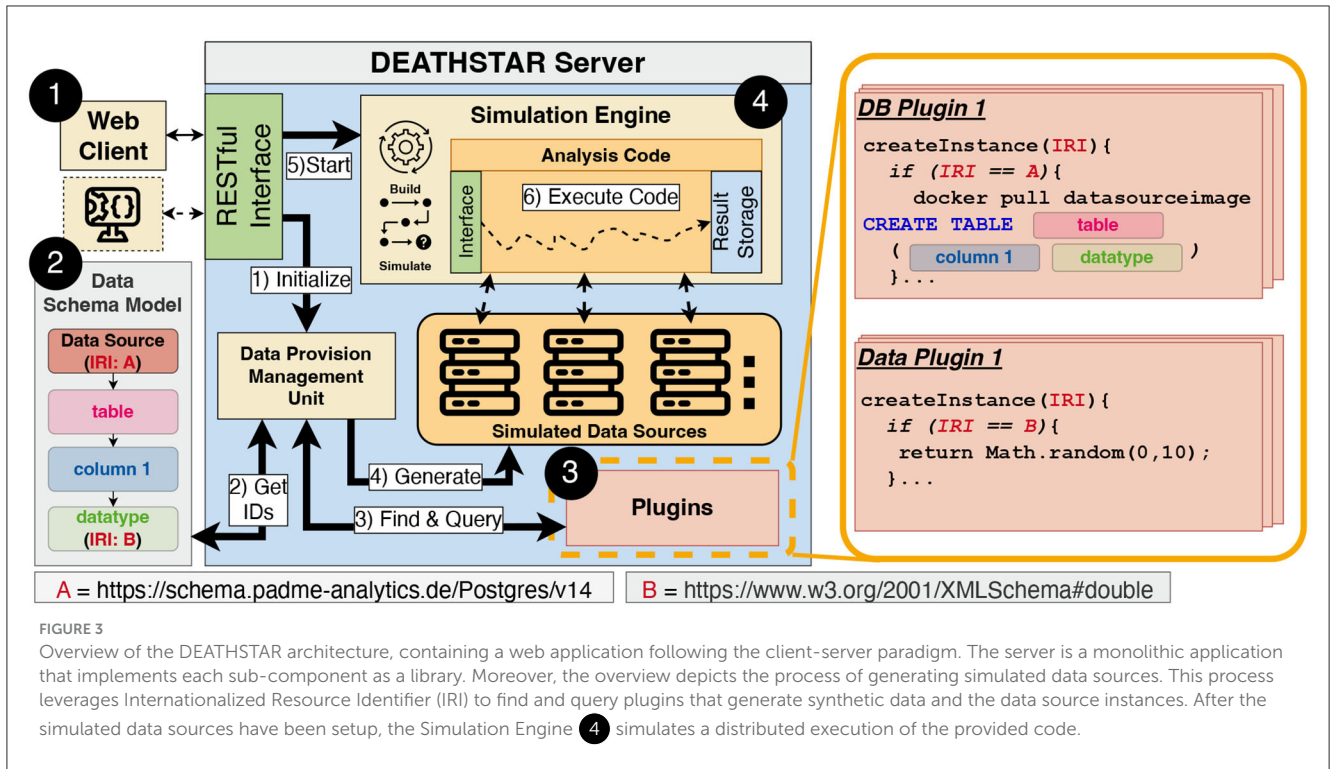 DEATHSTAR Server
1
Web
Client
RESTful
Interface
5)Start
Simulation Engine
4
Build
Simulate
Analysis Code
Interface
6) Execute Code
Result
Storage
2
Data
Schema Model
Data Source
(IRI: A)
table
column 1
datatype
(IRI: B)
1) Initialize
Data Provision
Management
Unit
Simulated Data Sources
2) Get
IDs
4) Generate
3) Find & Query
3
Plugins
DB Plugin 1
createInstance(IRI){
if (IRI == A){
docker pull datasourceimage
CREATE TABLE table
( column 1 datatype )
}...
Data Plugin 1
createInstance(IRI){
if (IRI == B){
return Math.random(0,10);
}...
A = https://schema.padme-analytics.de/Postgres/v14
B = https://www.w3.org/2001/XMLSchema#double
FIGURE 3
Overview of the DEATHSTAR architecture, containing a web application following the client-server paradigm. The server is a monolithic application
that implements each sub-component as a library. Moreover, the overview depicts the process of generating simulated data sources. This process
leverages Internationalized Resource Identifier (IRI) to find and query plugins that generate synthetic data and the data source instances. After the
simulated data sources have been setup, the Simulation Engine 4 simulates a distributed execution of the provided code.